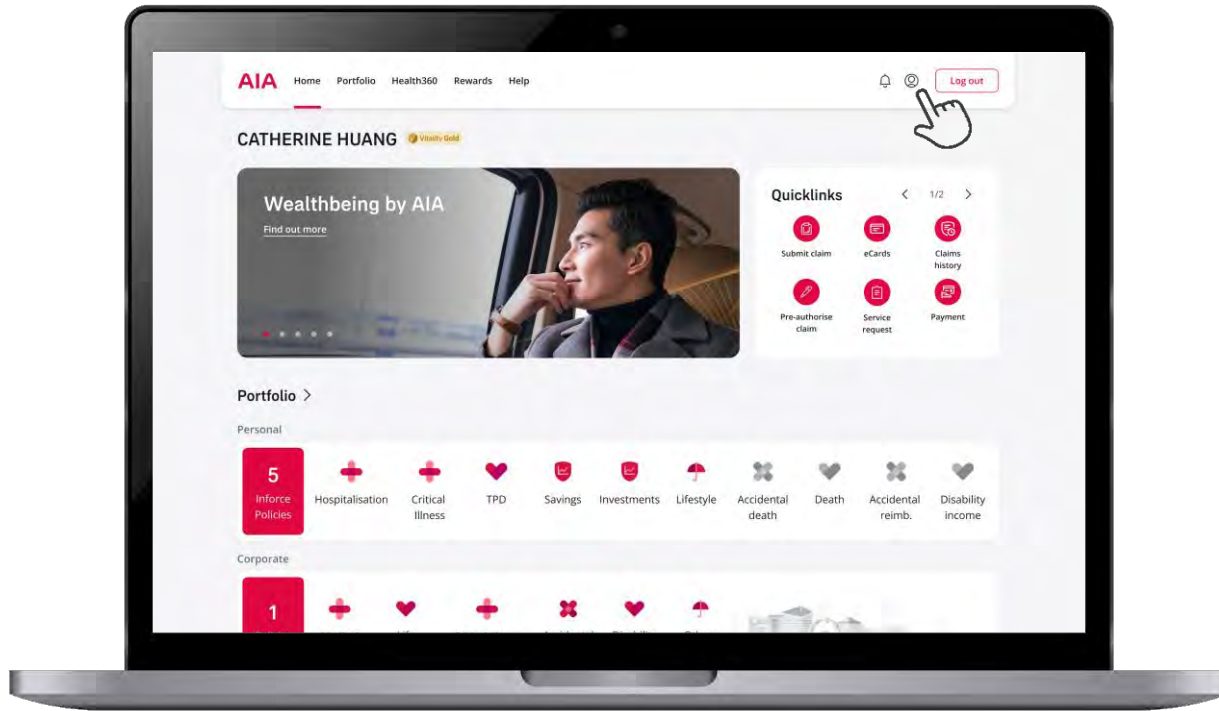 AIA
Home Portfolio Health360 Rewards Help
Log out
CATHERINE HUANG Vitality Gold
Wealthbeing by AIA
Find out more
Quicklinks
1/2
Submit claim
eCards
Claims
history
Pre-authorise
claim
Service
request
Payment
Portfolio
Personal
5
Inforce
Policies
Hospitalisation
Critical
Illness
TPD
Savings
Investments
Lifestyle
Accidental
death
Death
Accidental
reimb.
Disability
income
Corporate
1